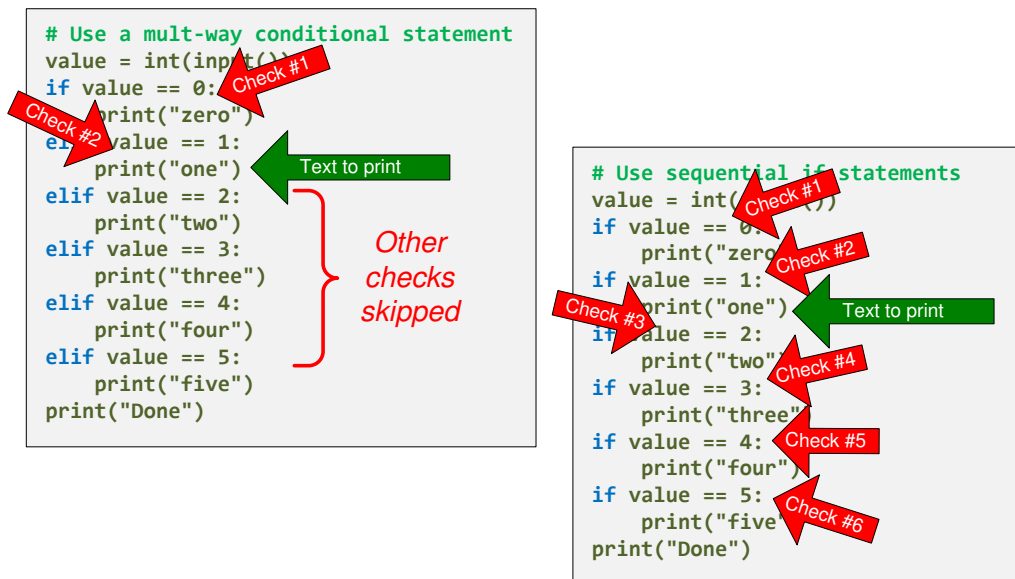 # Use a mult-way conditional statement
value = int(input())
if value == 0:
Check #1
print("zero")
Check #2
elif value == 1:
print("one")
Text to print
elif value == 2:
print("two")
elif value == 3:
print("three")
elif value == 4:
print("four")
elif value == 5:
print("five")
print("Done")
Other
checks
skipped
# Use sequential if statements
value = int(input())
Check #1
if value == 0:
print("zero")
Check #2
if value == 1:
print("one")
Text to print
Check #3
if value == 2:
print("two")
Check #4
if value == 3:
print("three")
if value == 4:
Check #5
print("four")
if value == 5:
Check #6
print("five")
print("Done")